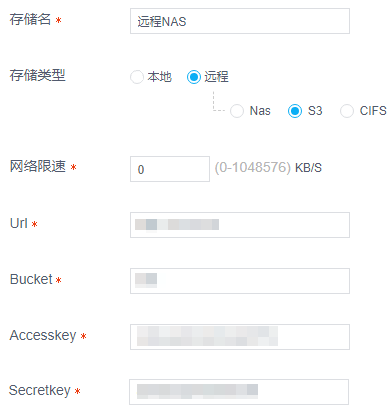 存储名 *
远程NAS
存储类型
本地 远程
Nas S3 CIFS
网络限速 *
0 (0-1048576) KB/S
Url *
Bucket *
Accesskey *
Secretkey *